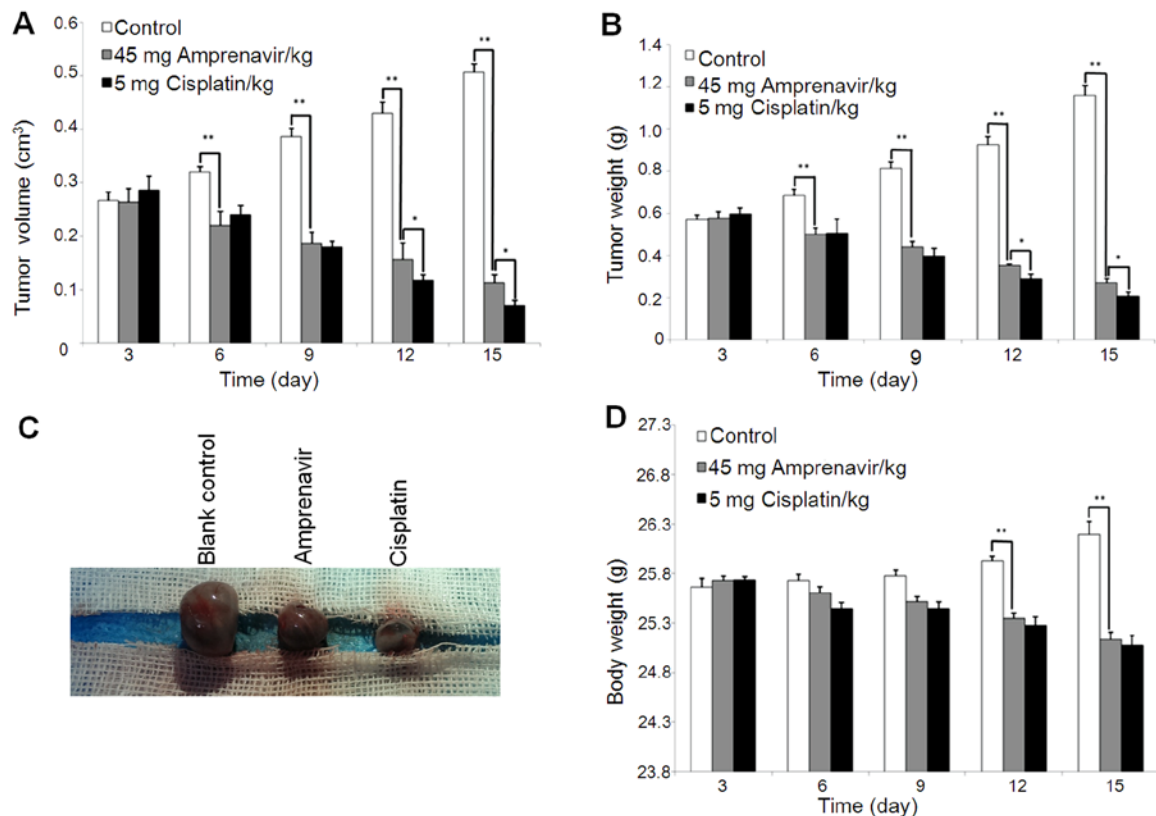 A
Tumor volume (cm³)
0.6
0.5
0.4
0.3
0.2
0.1
0
Control
45 mg Amprenavir/kg
5 mg Cisplatin/kg
**
**
**
*
**
*
3 6 9 12 15
Time (day)
B
Tumor weight (g)
1.4
1.2
1.0
0.8
0.6
0.4
0.2
0
Control
45 mg Amprenavir/kg
5 mg Cisplatin/kg
**
**
**
*
**
*
3 6 9 12 15
Time (day)
C
Blank control
Amprenavir
Cisplatin
D
Body weight (g)
27.3
26.8
26.3
25.8
25.3
24.8
24.3
23.8
Control
45 mg Amprenavir/kg
5 mg Cisplatin/kg
**
**
3 6 9 12 15
Time (day)